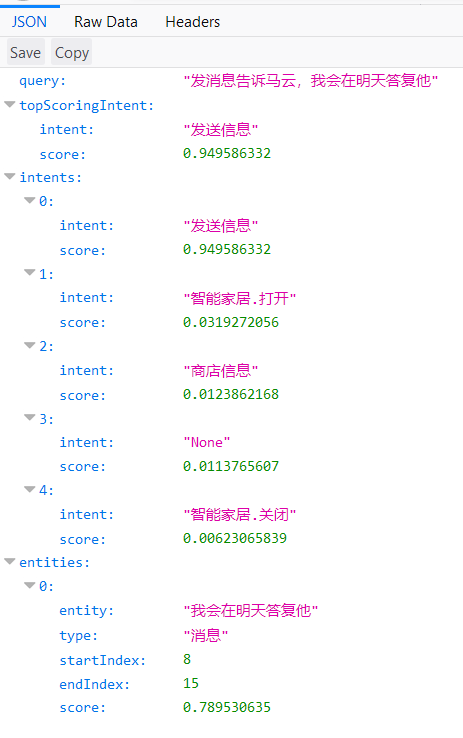 JSON Raw Data Headers
Save Copy
query: "发消息告诉马云，我会在明天答复他"
topScoringIntent:
intent: "发送信息"
score: 0.949586332
intents:
0:
intent: "发送信息"
score: 0.949586332
1:
intent: "智能家居.打开"
score: 0.0319272056
2:
intent: "商店信息"
score: 0.0123862168
3:
intent: "None"
score: 0.0113765607
4:
intent: "智能家居.关闭"
score: 0.00623065839
entities:
0:
entity: "我会在明天答复他"
type: "消息"
startIndex: 8
endIndex: 15
score: 0.789530635